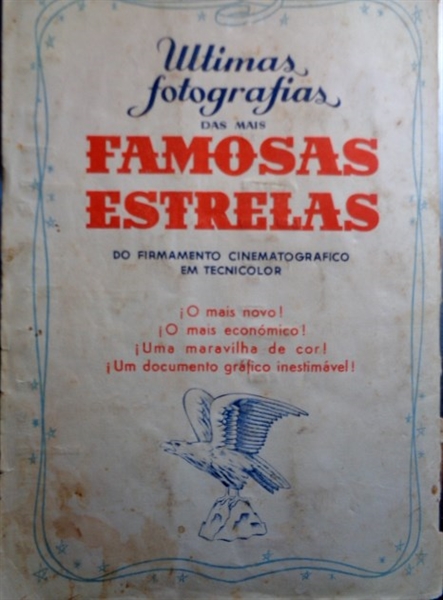 Ultimas
fotografias
DAS MAIS
FAMOSAS
ESTRELAS
DO FIRMAMENTO CINEMATOGRAFICO
EM TECNICOLOR
¡O mais novo!
¡O mais económico!
¡Uma maravilha de cor!
¡Um documento gráfico inestimável!